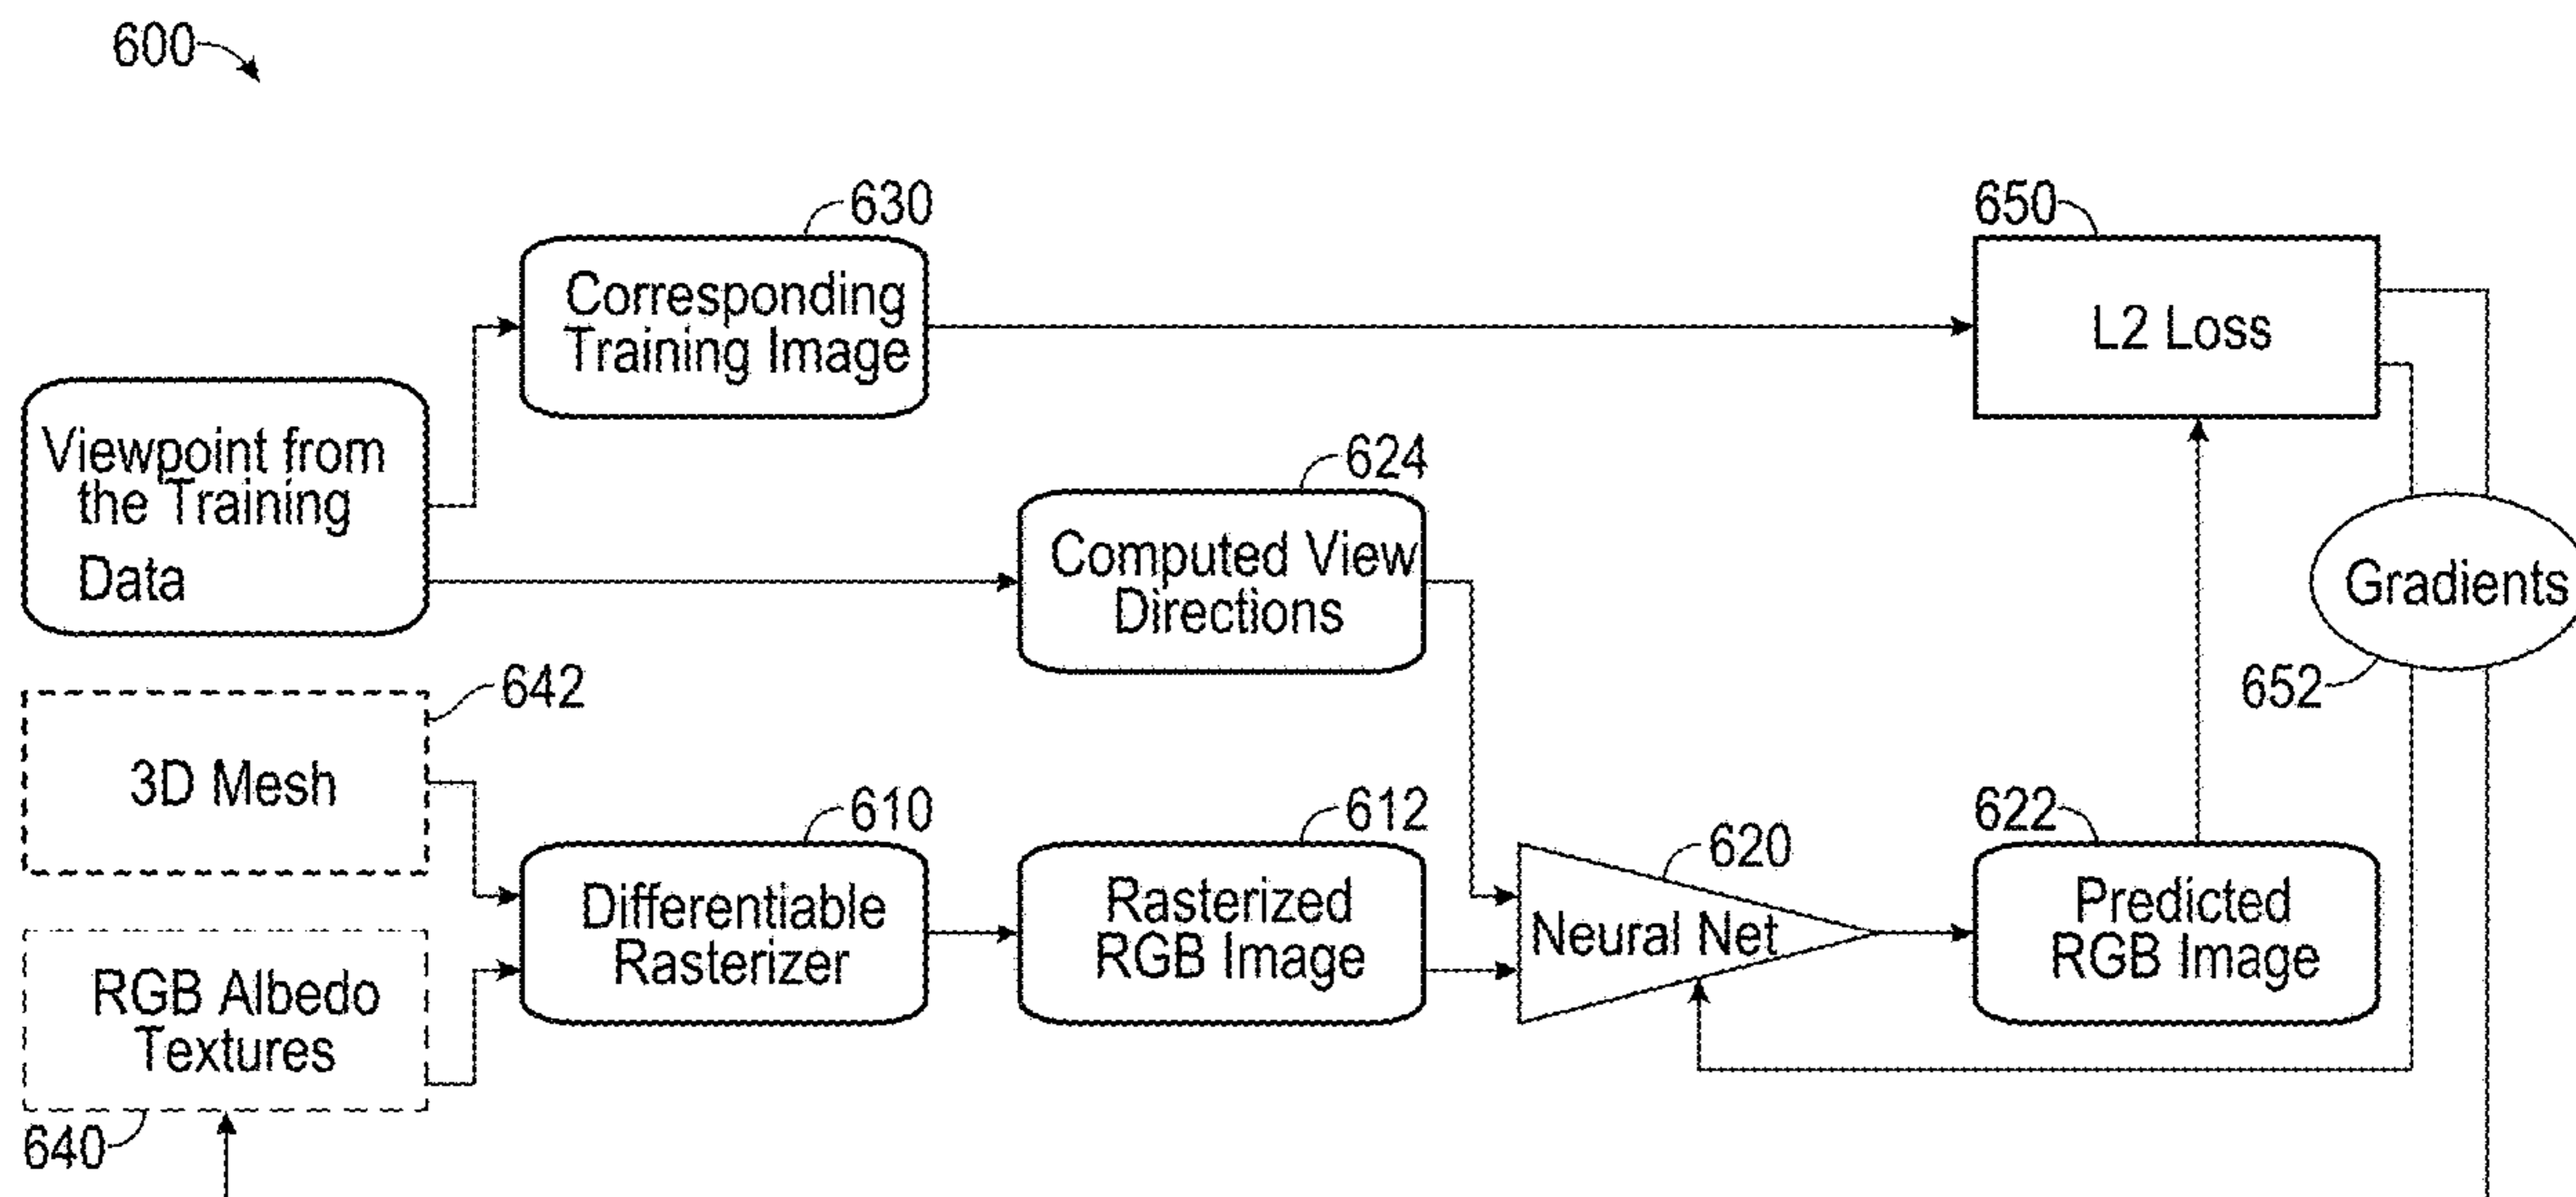 600
630
Corresponding
Training Image
650
L2 Loss
Viewpoint from
the Training
Data
624
Computed View
Directions
Gradients
652
642
3D Mesh
610
Differentiable
Rasterizer
612
Rasterized
RGB Image
620
Neural Net
622
Predicted
RGB Image
RGB Albedo
Textures
640